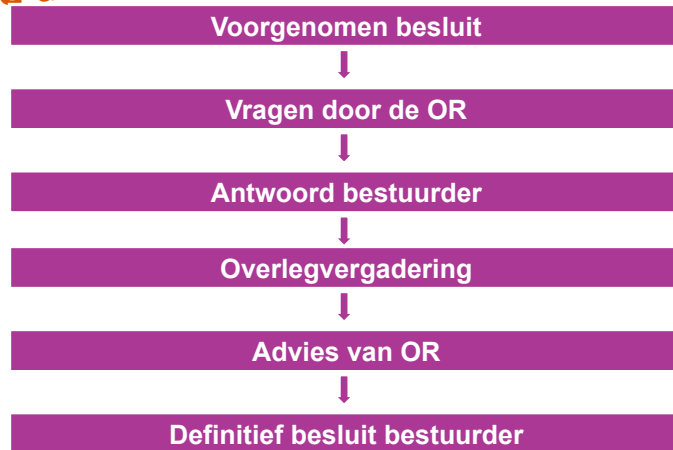 Voorgenomen besluit
Vragen door de OR
Antwoord bestuurder
Overlegvergadering
Advies van OR
Definitief besluit bestuurder